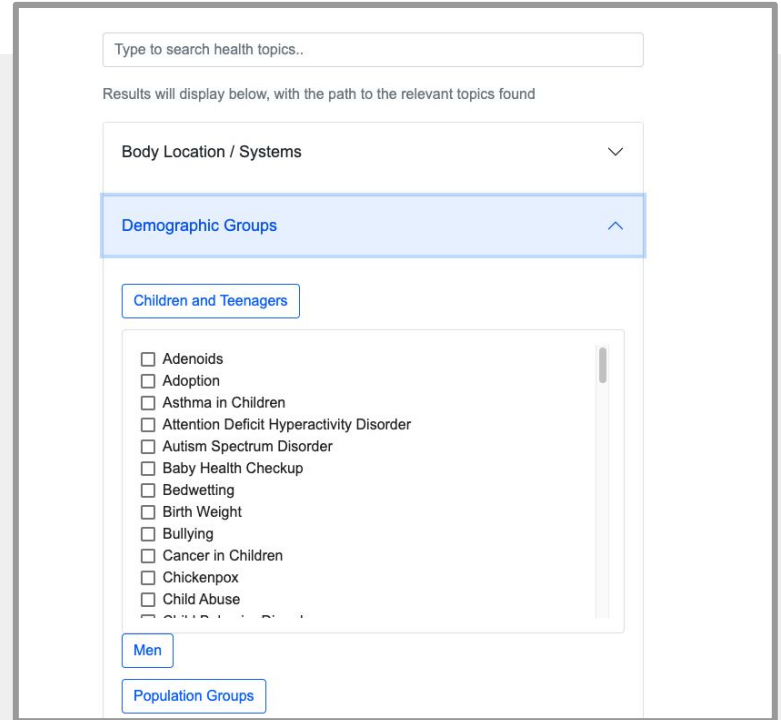 Type to search health topics..
Results will display below, with the path to the relevant topics found
Body Location / Systems
Demographic Groups
Children and Teenagers
Adenoids
Adoption
Asthma in Children
Attention Deficit Hyperactivity Disorder
Autism Spectrum Disorder
Baby Health Checkup
Bedwetting
Birth Weight
Bullying
Cancer in Children
Chickenpox
Child Abuse
Men
Population Groups